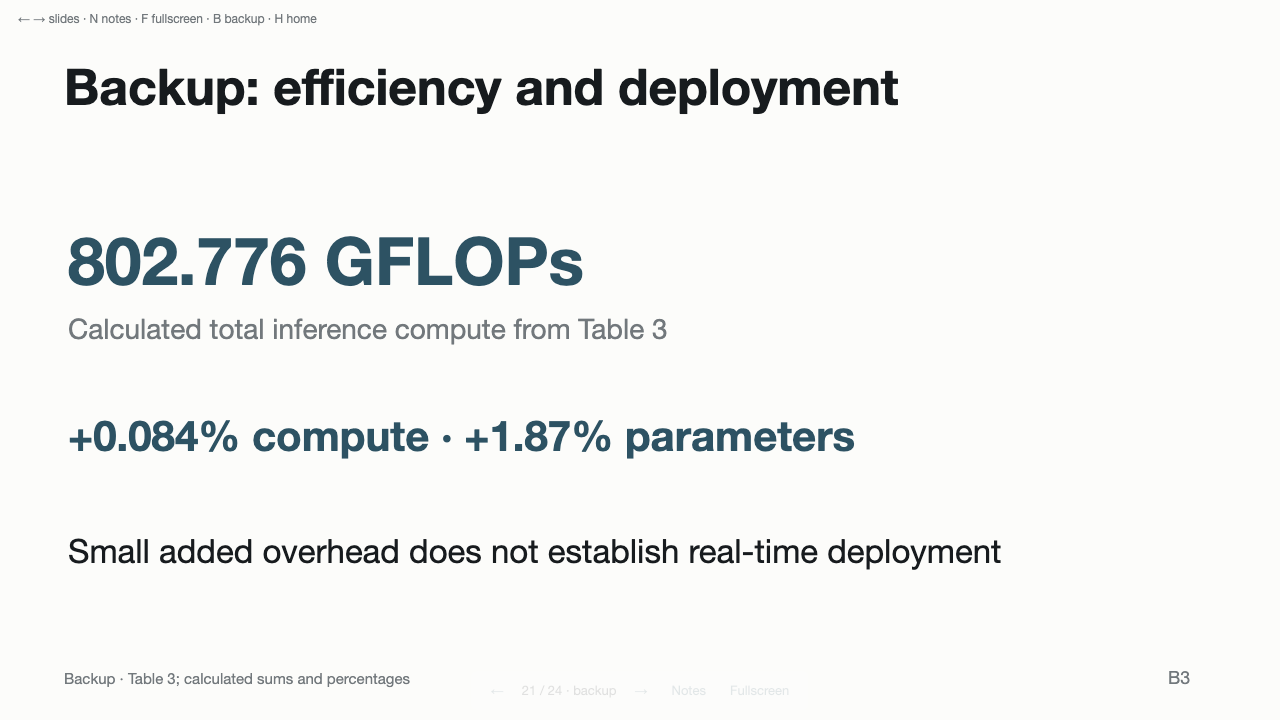 ←→ slides · N notes · F fullscreen · B backup · H home
Backup: efficiency and deployment
802.776 GFLOPs
Calculated total inference compute from Table 3
+0.084% compute · +1.87% parameters
Small added overhead does not establish real-time deployment
Backup · Table 3; calculated sums and percentages
← 21 / 24 · backup → Notes Fullscreen
B3